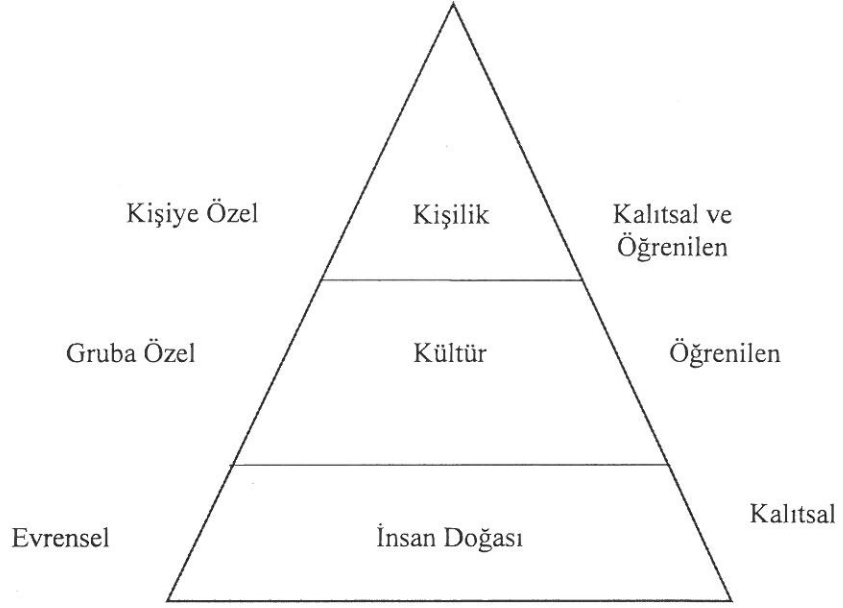 Kişiye Özel
Kişilik
Kalıtsal ve
Öğrenilen
Gruba Özel
Kültür
Öğrenilen
Evrensel
İnsan Doğası
Kalıtsal